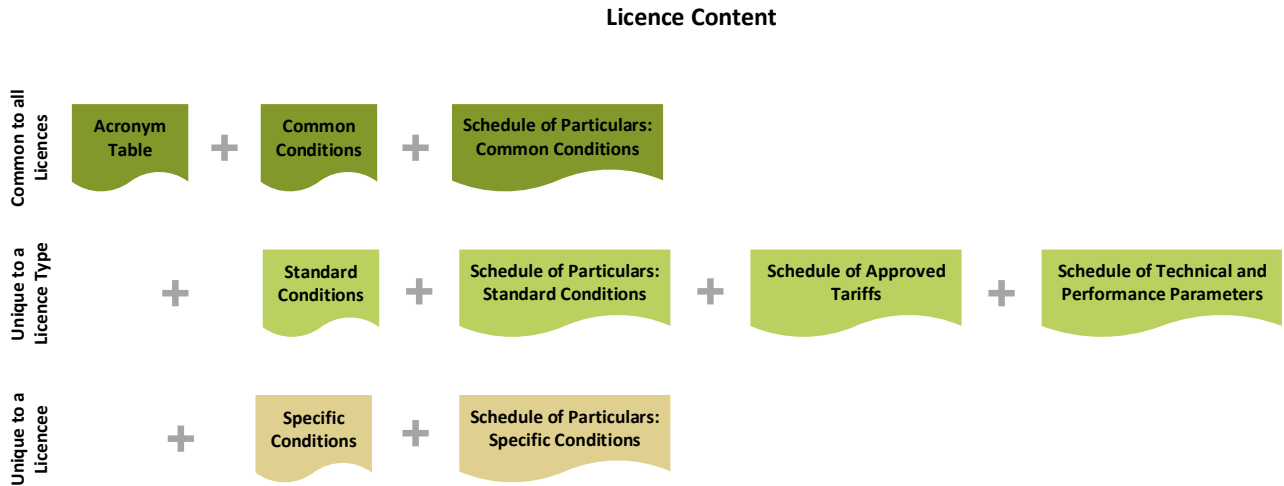 Licence Content
Common to all
Licences
Acronym
Table
+
Common
Conditions
+
Schedule of Particulars:
Common Conditions
Unique to a
Licence Type
+
Standard
Conditions
+
Schedule of Particulars:
Standard Conditions
+
Schedule of Approved
Tariffs
+
Schedule of Technical and
Performance Parameters
Unique to a
Licencee
+
Specific
Conditions
+
Schedule of Particulars:
Specific Conditions